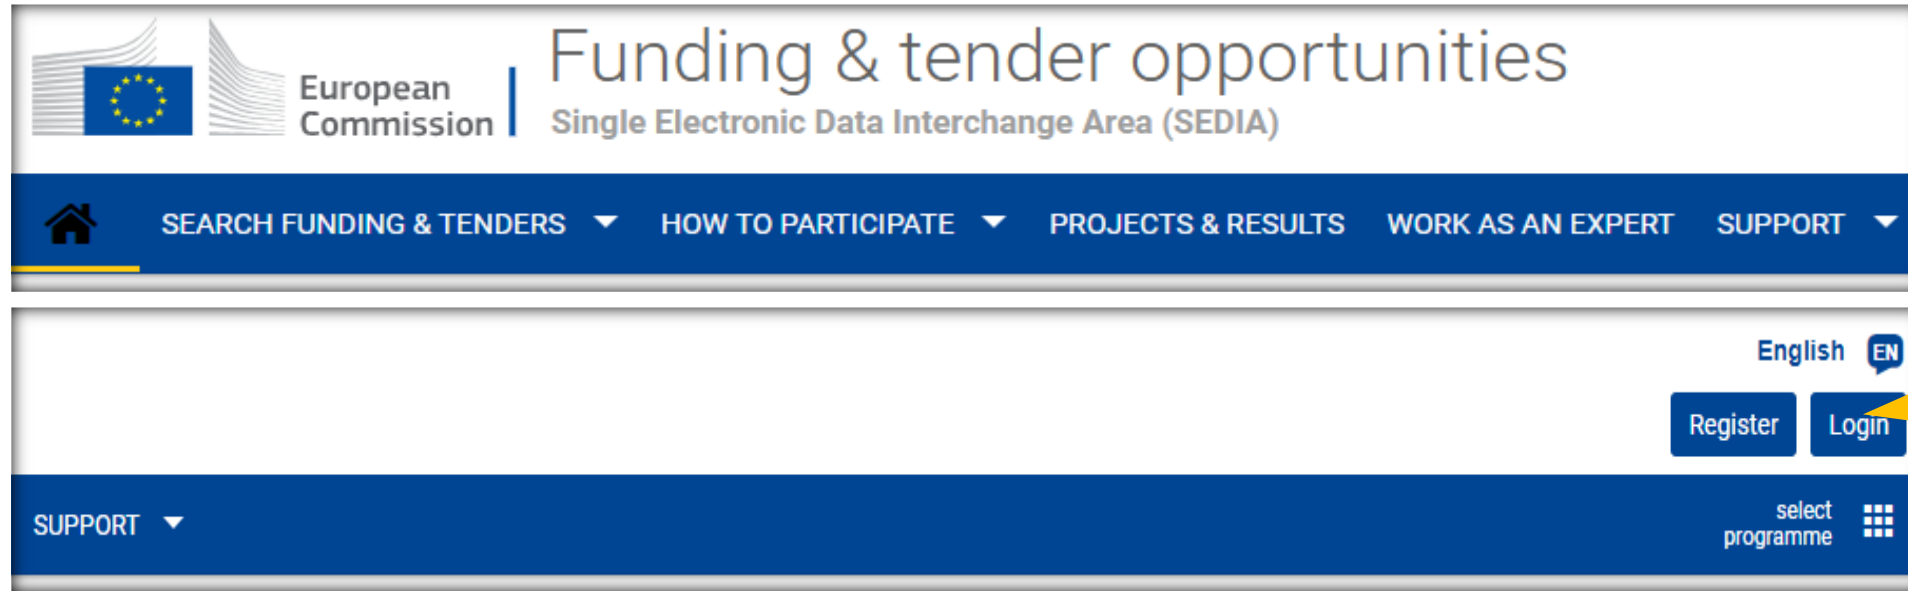 European
Commission
Funding & tender opportunities
Single Electronic Data Interchange Area (SEDIA)
SEARCH FUNDING & TENDERS HOW TO PARTICIPATE PROJECTS & RESULTS WORK AS AN EXPERT SUPPORT
English EN
Register Login
SUPPORT
select
programme